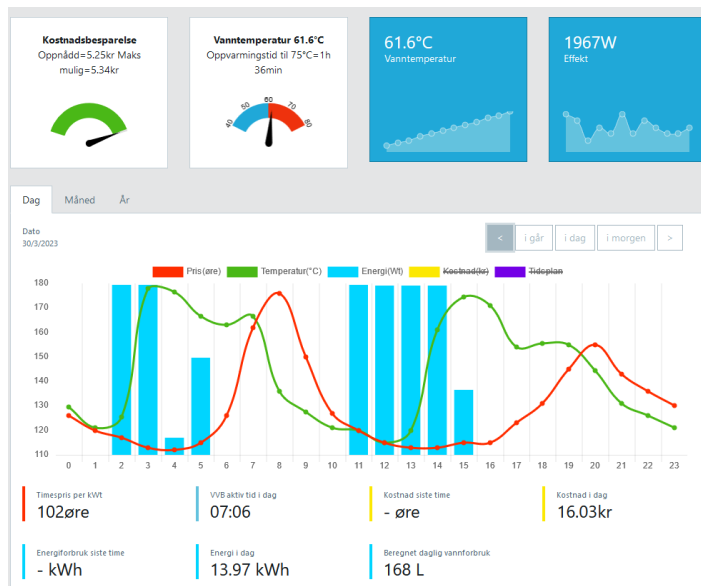 Kostnadsbesparelse
Oppnådd=5.25kr Maks
mulig=5.34kr
Vanntemperatur 61.6°C
Oppvarmingstid til 75°C=1h
36min
40 50 60 70 80
61.6°C
Vanntemperatur
1967W
Effekt
Dag Måned År
Dato
30/3/2023
< i går i dag i morgen >
Pris(øre) Temperatur(°C) Energi(Wt) Kostnad(kr) Tidsplan
180
170
160
150
140
130
120
110
0 1 2 3 4 5 6 7 8 9 10 11 12 13 14 15 16 17 18 19 20 21 22 23
Timespris per kWt
102øre
VVB aktiv tid i dag
07:06
Kostnad siste time
- øre
Kostnad i dag
16.03kr
Energiforbruk siste time
- kWh
Energi i dag
13.97 kWh
Beregnet daglig vannforbruk
168 L